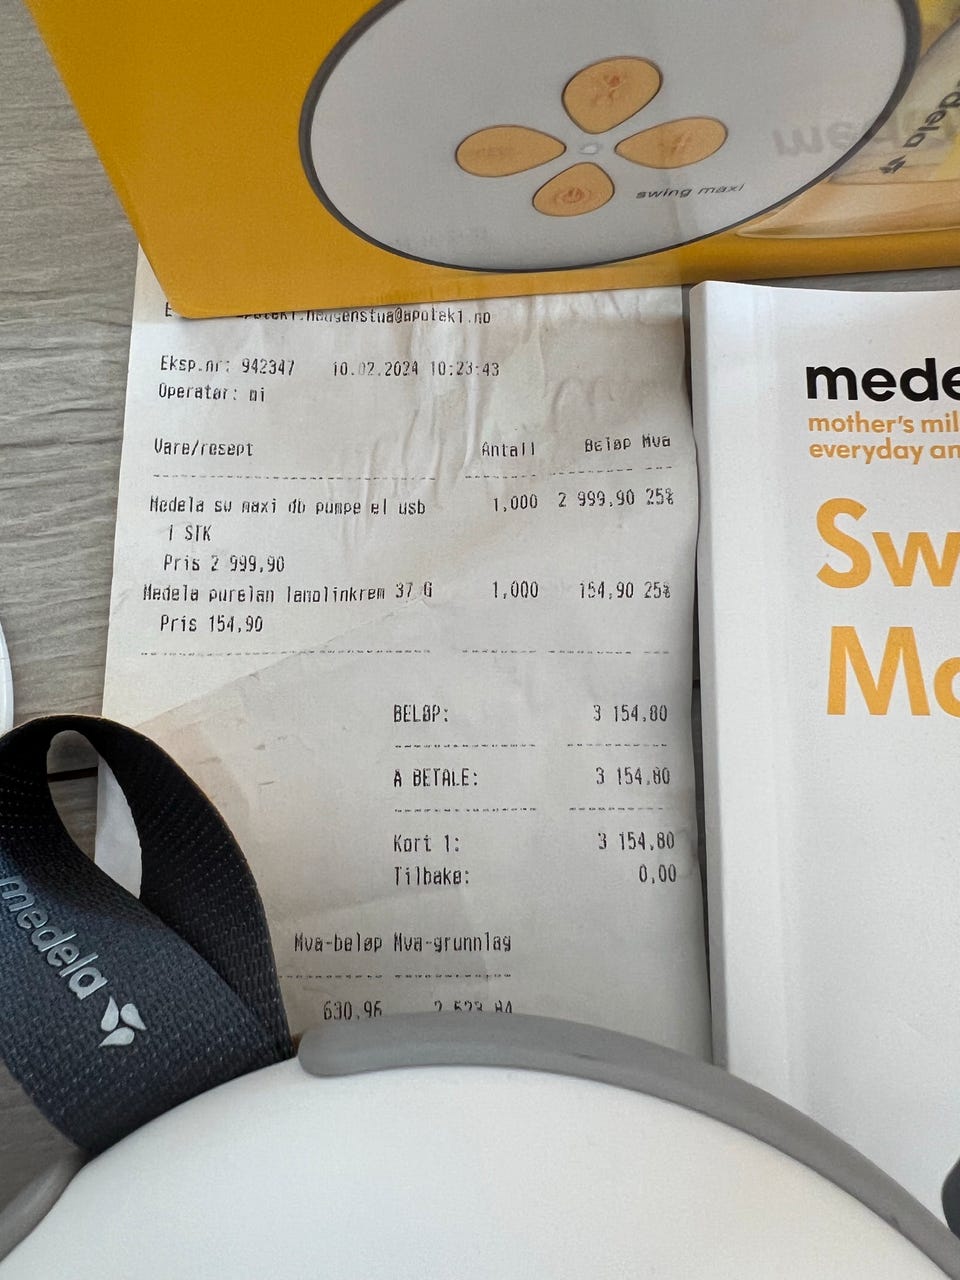 swing maxi
medela
apotek1.haugenstua@apotek1.no
Eksp.nr: 942347 10.02.2024 10:23:43
Operatør: mi
Vare/resept Antall Beløp Mva
Medela sw maxi db pumpe el usb 1,000 2 999,90 25%
1 STK
Pris 2 999,90
Medela purelan lanolinkrem 37 G 1,000 154,90 25%
Pris 154,90
BELØP: 3 154,80
Å BETALE: 3 154,80
Kort 1: 3 154,80
Tilbake: 0,00
Mva-beløp Mva-grunnlag
630,96 2 523,84
medela
mede
mother's mil
everyday an
Sw
Ma